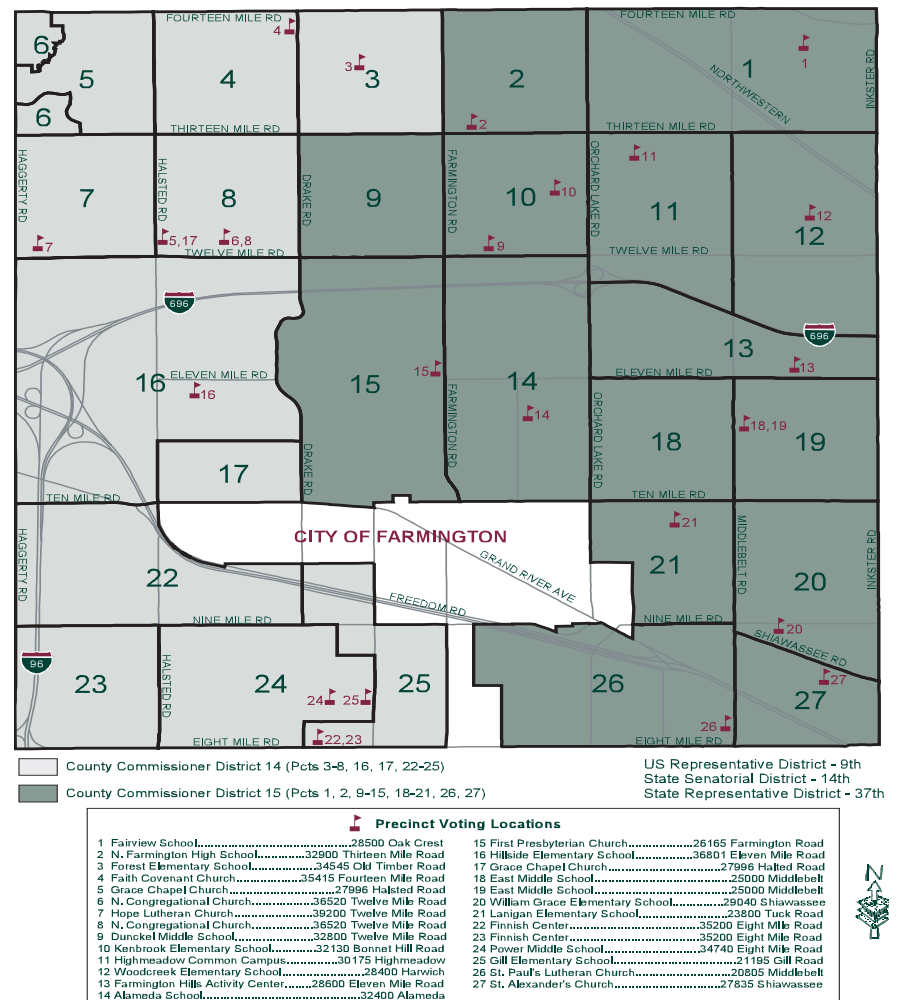 FOURTEEN MILE RD
FOURTEEN MILE RD
4
6
3
3
1
1
5
4
2
NORTHWESTERN
INKSTER RD
6
2
THIRTEEN MILE RD
THIRTEEN MILE RD
HAGGERTY RD
HALSTED RD
DRAKE RD
FARMINGTON RD
ORCHARD LAKE RD
11
7
8
9
10
10
11
12
12
7
5,17
6,8
9
TWELVE MILE RD
TWELVE MILE RD
696
696
13
15
13
ELEVEN MILE RD
ELEVEN MILE RD
16
16
15
14
14
FARMINGTON RD
ORCHARD LAKE RD
18
18,19
19
17
DRAKE RD
TEN MILE RD
TEN MILE RD
CITY OF FARMINGTON
21
MIDDLEBELT RD
INKSTER RD
HAGGERTY RD
GRAND RIVER AVE
21
22
20
FREEDOM RD
NINE MILE RD
NINE MILE RD
20
SHIAWASSEE RD
96
HALSTED RD
23
24
25
26
27
27
24
25
26
22,23
EIGHT MILE RD
EIGHT MILE RD
County Commissioner District 14 (Pcts 3-8, 16, 17, 22-25)
County Commissioner District 15 (Pcts 1, 2, 9-15, 18-21, 26, 27)
US Representative District - 9th
State Senatorial District - 14th
State Representative District - 37th
Precinct Voting Locations
1 Fairview School..............................28500 Oak Crest
2 N. Farmington High School...........32900 Thirteen Mile Road
3 Forest Elementary School............34545 Old Timber Road
4 Faith Covenant Church.........35415 Fourteen Mile Road
5 Grace Chapel Church................27996 Halsted Road
6 N. Congregational Church..........36520 Twelve Mile Road
7 Hope Lutheran Church...............39200 Twelve Mile Road
8 N. Congregational Church..........36520 Twelve Mile Road
9 Dunckel Middle School..............32800 Twelve Mile Road
10 Kenbrook Elementary School......32130 Bonnet Hill Road
11 Highmeadow Common Campus.......30175 Highmeadow
12 Woodcreek Elementary School..............28400 Harwich
13 Farmington Hills Activity Center.....28600 Eleven Mile Road
14 Alameda School..........................32400 Alameda
15 First Presbyterian Church..............26165 Farmington Road
16 Hillside Elementary School............36801 Eleven Mile Road
17 Grace Chapel Church.....................27996 Halted Road
18 East Middle School........................25000 Middlebelt
19 East Middle School........................25000 Middlebelt
20 William Grace Elementary School.......29040 Shiawassee
21 Lanigan Elementary School................23800 Tuck Road
22 Finnish Center........................35200 Eight Mile Road
23 Finnish Center........................35200 Eight Mile Road
24 Power Middle School................34740 Eight Mile Road
25 Gill Elementary School.......................21195 Gill Road
26 St. Paul's Lutheran Church.................20805 Middlebelt
27 St. Alexander's Church.....................27835 Shiawassee
N